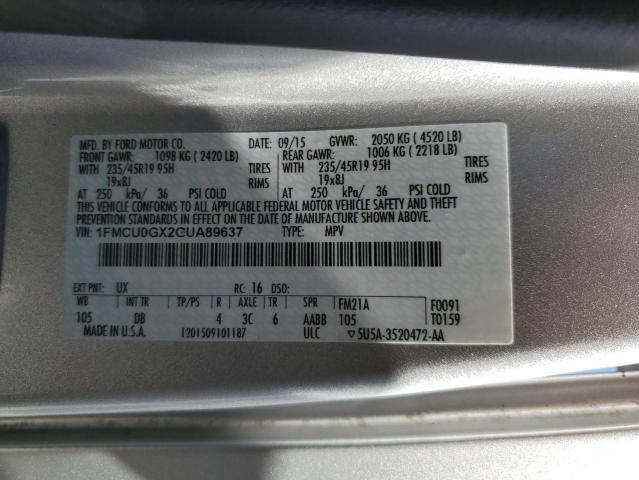 MFD. BY FORD MOTOR CO. DATE: 09/15 GVWR: 2050 KG (4520 LB)
FRONT GAWR: 1098 KG (2420 LB) REAR GAWR: 1006 KG (2218 LB)
WITH 235/45R19 95H TIRES WITH 235/45R19 95H TIRES
19x8J RIMS 19x8J RIMS
AT 250 kPa/ 36 PSI COLD AT 250 kPa/ 36 PSI COLD
THIS VEHICLE CONFORMS TO ALL APPLICABLE FEDERAL MOTOR VEHICLE SAFETY AND THEFT
PREVENTION STANDARDS IN EFFECT ON THE DATE OF MANUFACTURE SHOWN ABOVE.
VIN: 1FMCU0GX2GUA89637 TYPE: MPV
EXT PNT: UX RC: 16 DSO:
WB INT TR TP/PS R AXLE TR SPR FM21A F0091
105 DB 4 3C 6 AABB 105 T0159
MADE IN U.S.A. 1201509101187 ULC ▽5U5A-3520472-AA